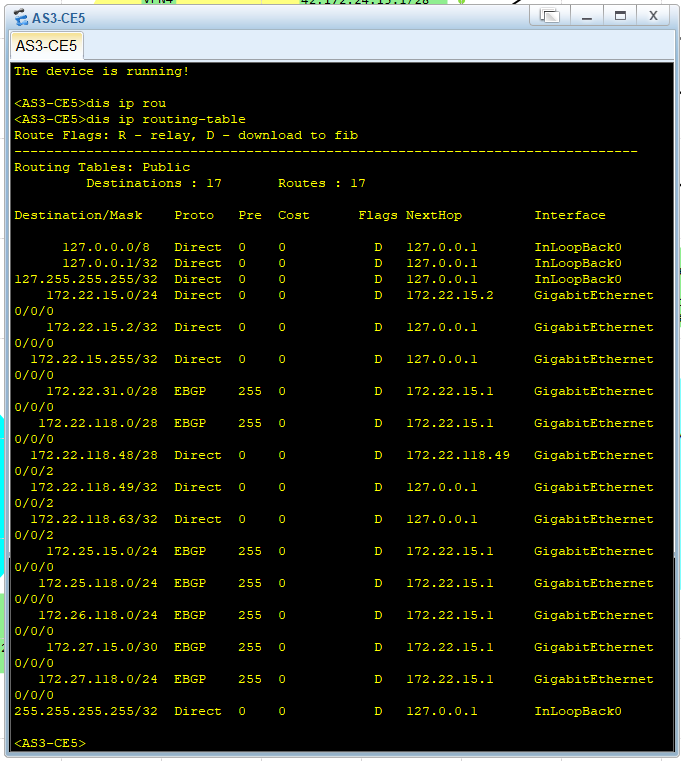 VPN4 42.172.24.15.1/28
AS3-CE5
AS3-CE5
The device is running!
<AS3-CE5>dis ip rou
<AS3-CE5>dis ip routing-table
Route Flags: R - relay, D - download to fib
------------------------------------------------------------------------------
Routing Tables: Public
         Destinations : 17       Routes : 17
Destination/Mask    Proto   Pre  Cost      Flags NextHop         Interface
      127.0.0.0/8   Direct  0    0           D   127.0.0.1       InLoopBack0
      127.0.0.1/32  Direct  0    0           D   127.0.0.1       InLoopBack0
127.255.255.255/32  Direct  0    0           D   127.0.0.1       InLoopBack0
    172.22.15.0/24  Direct  0    0           D   172.22.15.2     GigabitEthernet
0/0/0
    172.22.15.2/32  Direct  0    0           D   127.0.0.1       GigabitEthernet
0/0/0
  172.22.15.255/32  Direct  0    0           D   127.0.0.1       GigabitEthernet
0/0/0
    172.22.31.0/28  EBGP    255  0           D   172.22.15.1     GigabitEthernet
0/0/0
   172.22.118.0/28  EBGP    255  0           D   172.22.15.1     GigabitEthernet
0/0/0
  172.22.118.48/28  Direct  0    0           D   172.22.118.49   GigabitEthernet
0/0/2
  172.22.118.49/32  Direct  0    0           D   127.0.0.1       GigabitEthernet
0/0/2
  172.22.118.63/32  Direct  0    0           D   127.0.0.1       GigabitEthernet
0/0/2
    172.25.15.0/24  EBGP    255  0           D   172.22.15.1     GigabitEthernet
0/0/0
   172.25.118.0/24  EBGP    255  0           D   172.22.15.1     GigabitEthernet
0/0/0
   172.26.118.0/24  EBGP    255  0           D   172.22.15.1     GigabitEthernet
0/0/0
    172.27.15.0/30  EBGP    255  0           D   172.22.15.1     GigabitEthernet
0/0/0
   172.27.118.0/24  EBGP    255  0           D   172.22.15.1     GigabitEthernet
0/0/0
255.255.255.255/32  Direct  0    0           D   127.0.0.1       InLoopBack0
<AS3-CE5>